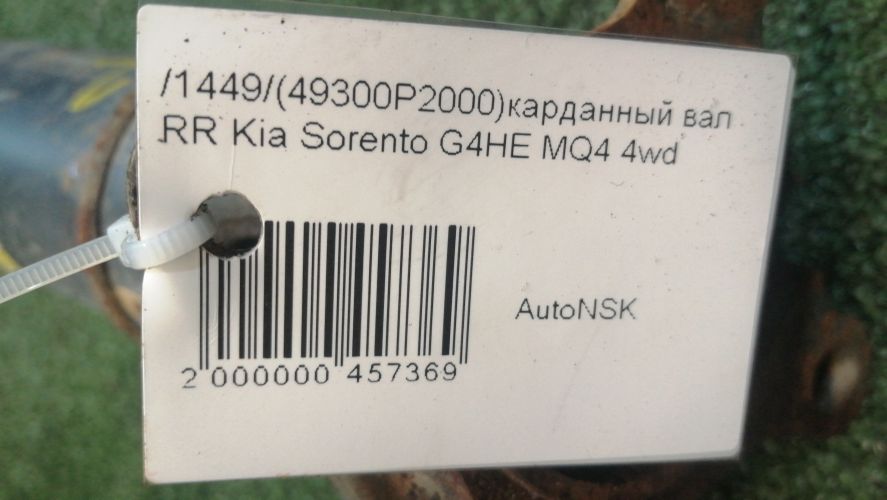 /1449/(49300P2000)карданный вал
RR Kia Sorento G4HE MQ4 4wd
AutoNSK
2 000000 457369